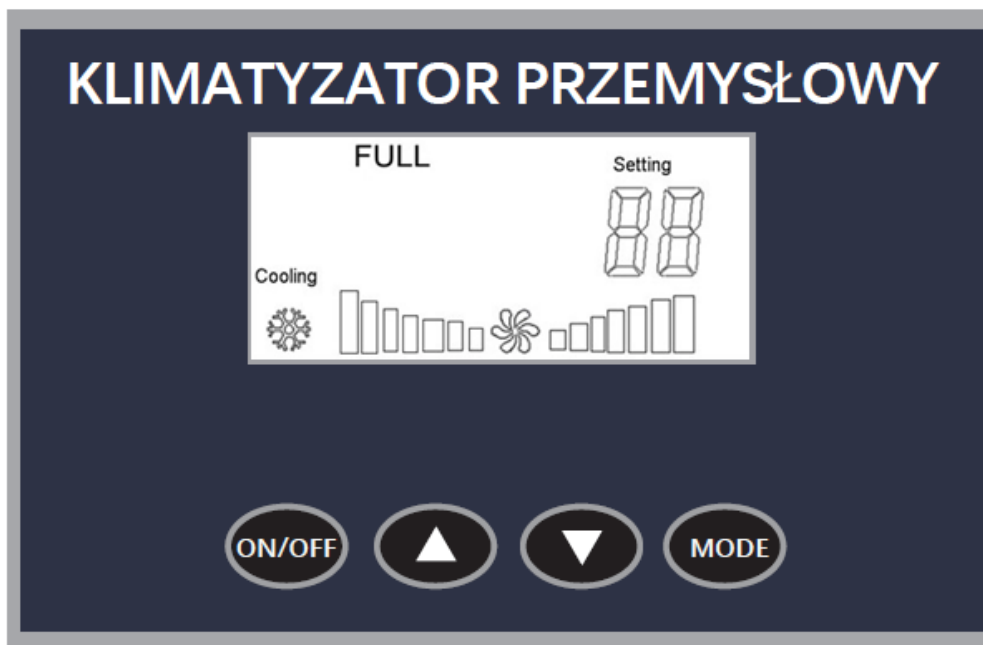 KLIMATYZATOR PRZEMYSŁOWY
FULL
Setting
88
Cooling
ON/OFF
MODE